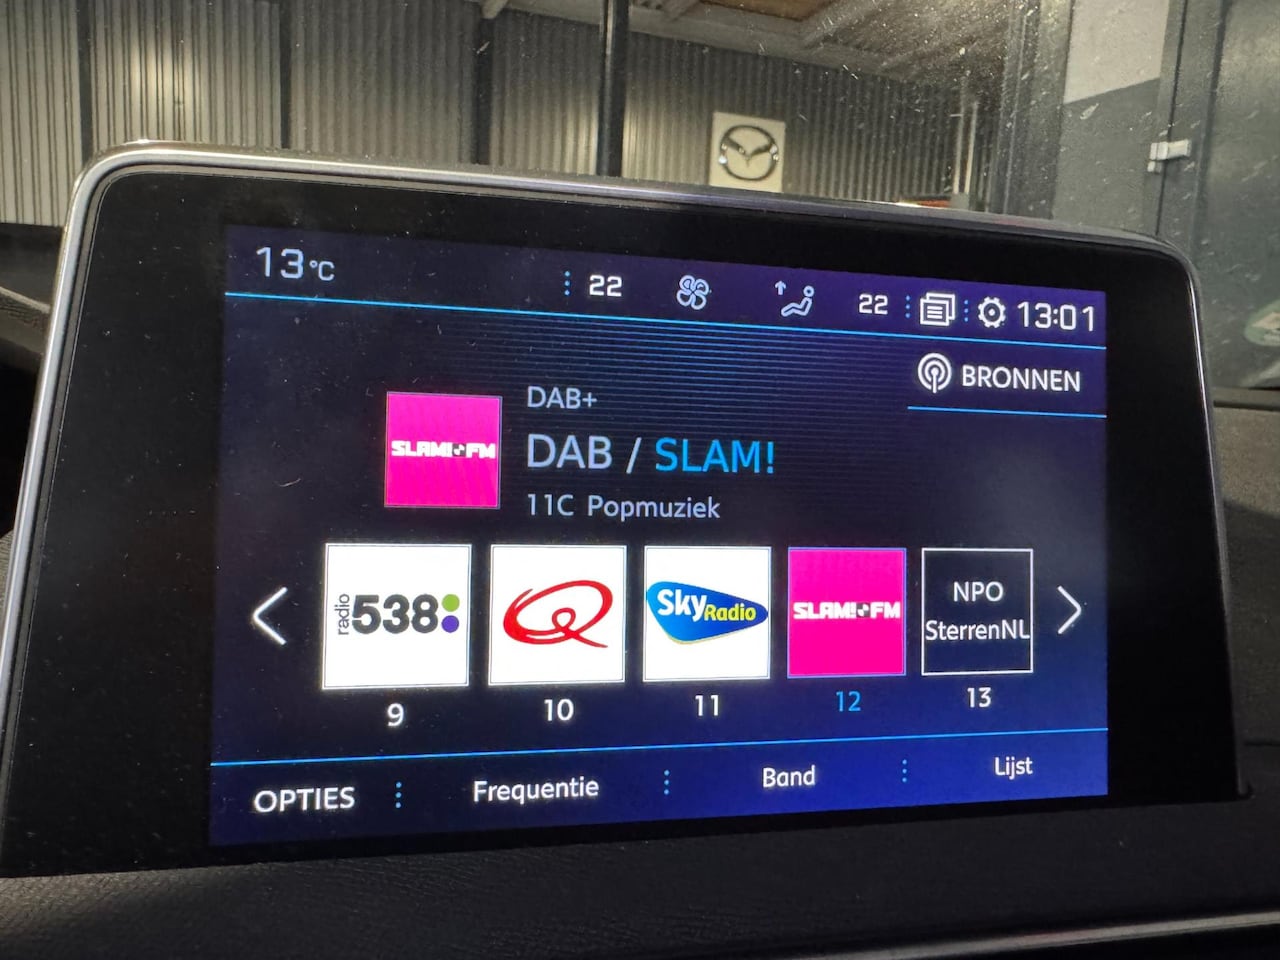 13°C
22
22
13:01
BRONNEN
DAB+
SLAM! FM
DAB / SLAM!
11C Popmuziek
radio 538
Q
Sky Radio
SLAM! FM
NPO
SterrenNL
9
10
11
12
13
OPTIES
Frequentie
Band
Lijst